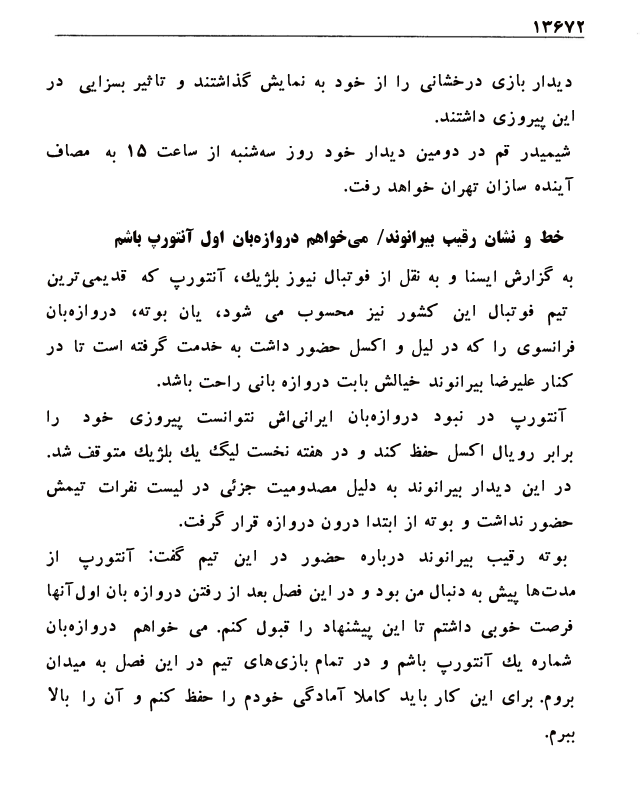 ۱۳۶۷۲
دیدار بازی درخشانی را از خود به نمایش گذاشتند و تاثیر بسزایی در
این پیروزی داشتند.
شیمیدر قم در دومین دیدار خود روز سه‌شنبه از ساعت ۱۵ به مصاف
آینده سازان تهران خواهد رفت.
خط و نشان رقیب بیرانوند/ می‌خواهم دروازه‌بان اول آنتورپ باشم
به گزارش ایسنا و به نقل از فوتبال نیوز بلژیك، آنتورپ که قدیمی‌ترین
تیم فوتبال این کشور نیز محسوب می شود، یان بوته، دروازه‌بان
فرانسوی را که در لیل و اکسل حضور داشت به خدمت گرفته است تا در
کنار علیرضا بیرانوند خیالش بابت دروازه بانی راحت باشد.
آنتورپ در نبود دروازه‌بان ایرانی‌اش نتوانست پیروزی خود را
برابر رویال اکسل حفظ کند و در هفته نخست لیگ یك بلژیك متوقف شد.
در این دیدار بیرانوند به دلیل مصدومیت جزئی در لیست نفرات تیمش
حضور نداشت و بوته از ابتدا درون دروازه قرار گرفت.
بوته رقیب بیرانوند درباره حضور در این تیم گفت: آنتورپ از
مدت‌ها پیش به دنبال من بود و در این فصل بعد از رفتن دروازه بان اول آنها
فرصت خوبی داشتم تا این پیشنهاد را قبول کنم. می خواهم دروازه‌بان
شماره یك آنتورپ باشم و در تمام بازی‌های تیم در این فصل به میدان
بروم. برای این کار باید کاملا آمادگی خودم را حفظ کنم و آن را بالا
ببرم.